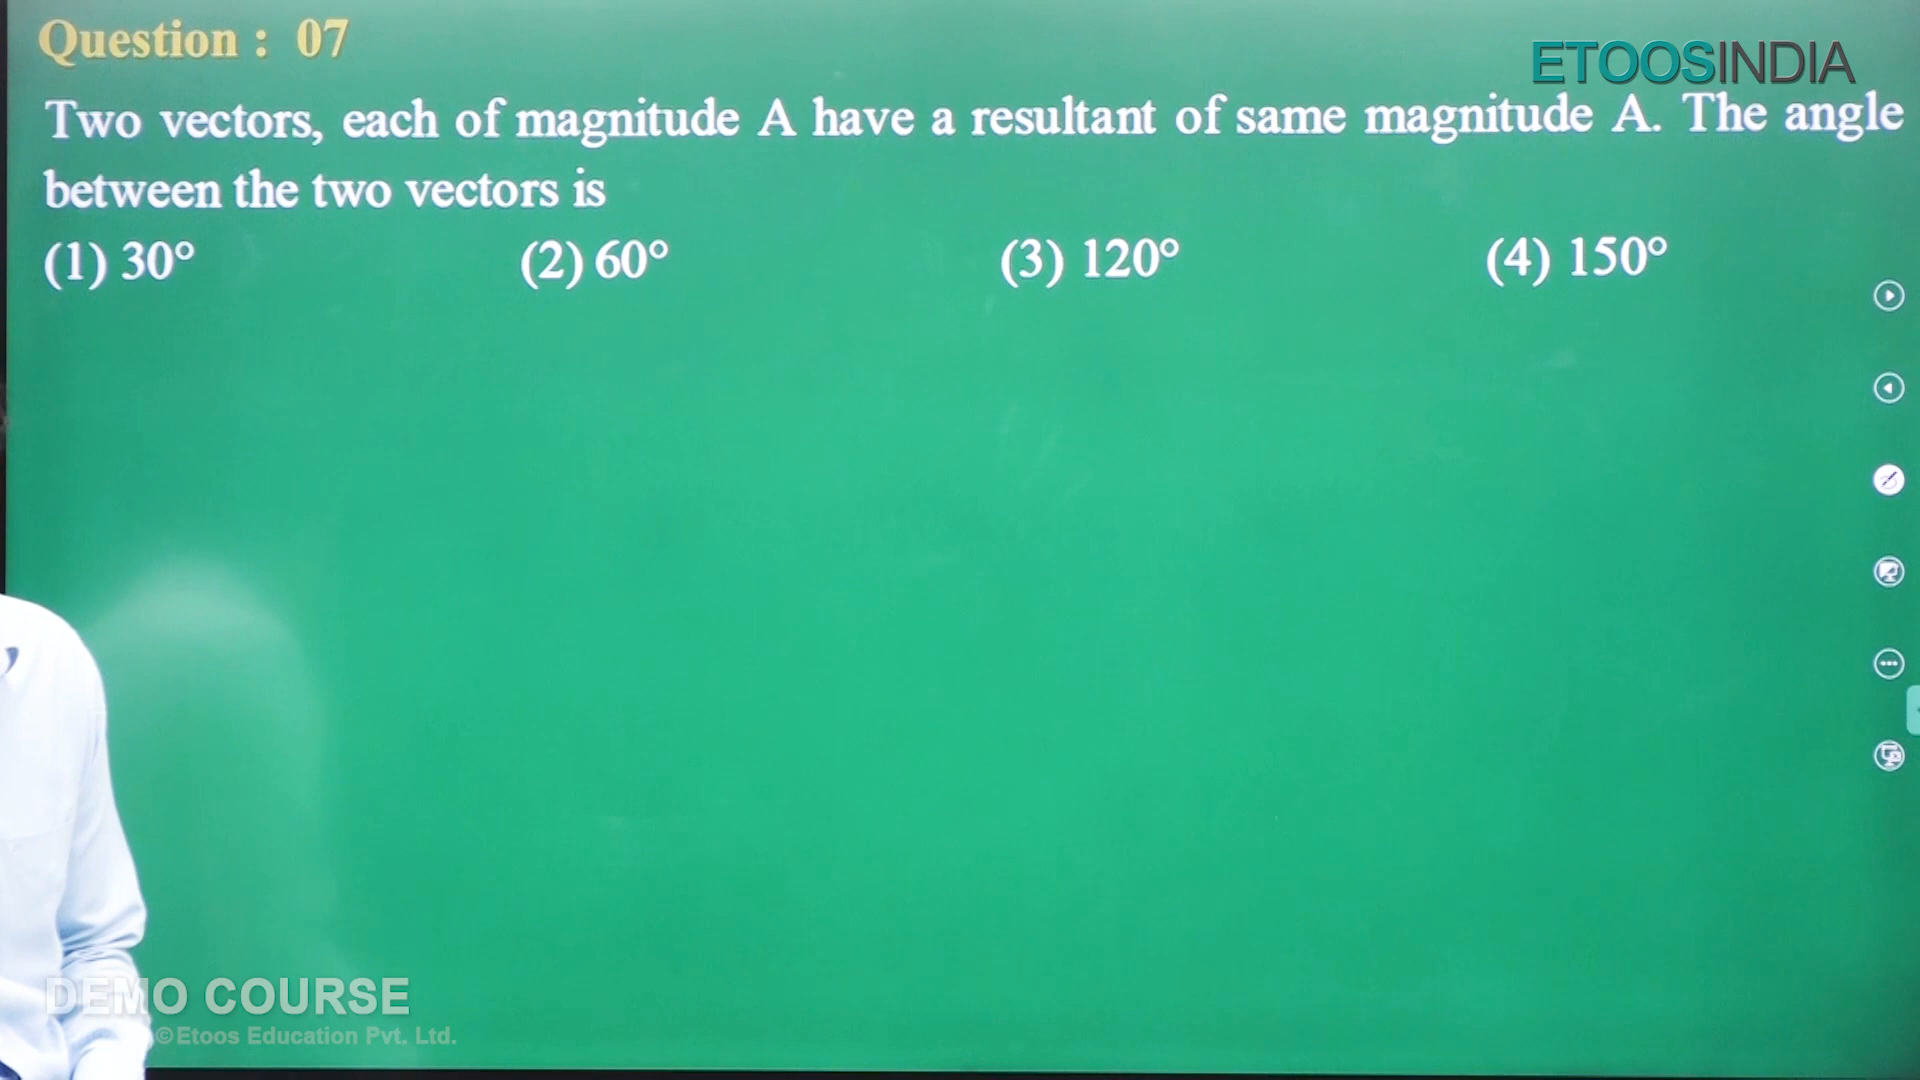 Question : 07
ETOOSINDIA
Two vectors, each of magnitude A have a resultant of same magnitude A. The angle
between the two vectors is
(1) 30° (2) 60° (3) 120° (4) 150°
DEMO COURSE
©Etoos Education Pvt. Ltd.